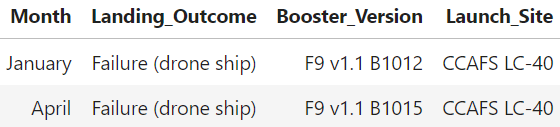 Month Landing_Outcome Booster_Version Launch_Site
January Failure (drone ship) F9 v1.1 B1012 CCAFS LC-40
April Failure (drone ship) F9 v1.1 B1015 CCAFS LC-40